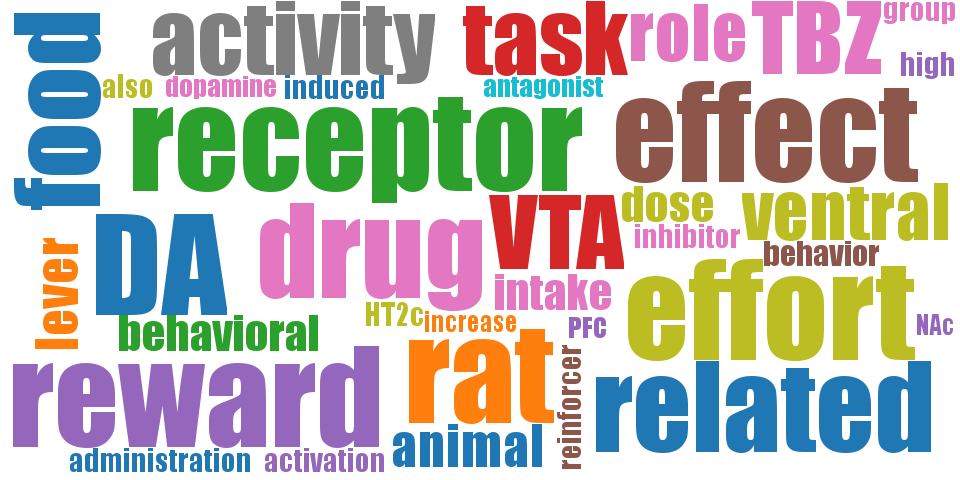 food
activity
task
role
TBZ
group
high
also
dopamine
induced
antagonist
receptor
effect
dose
ventral
inhibitor
behavior
lever
DA
drug
VTA
intake
effort
behavioral
HT2c
increase
PFC
NAc
reward
rat
reinforcer
related
animal
administration
activation